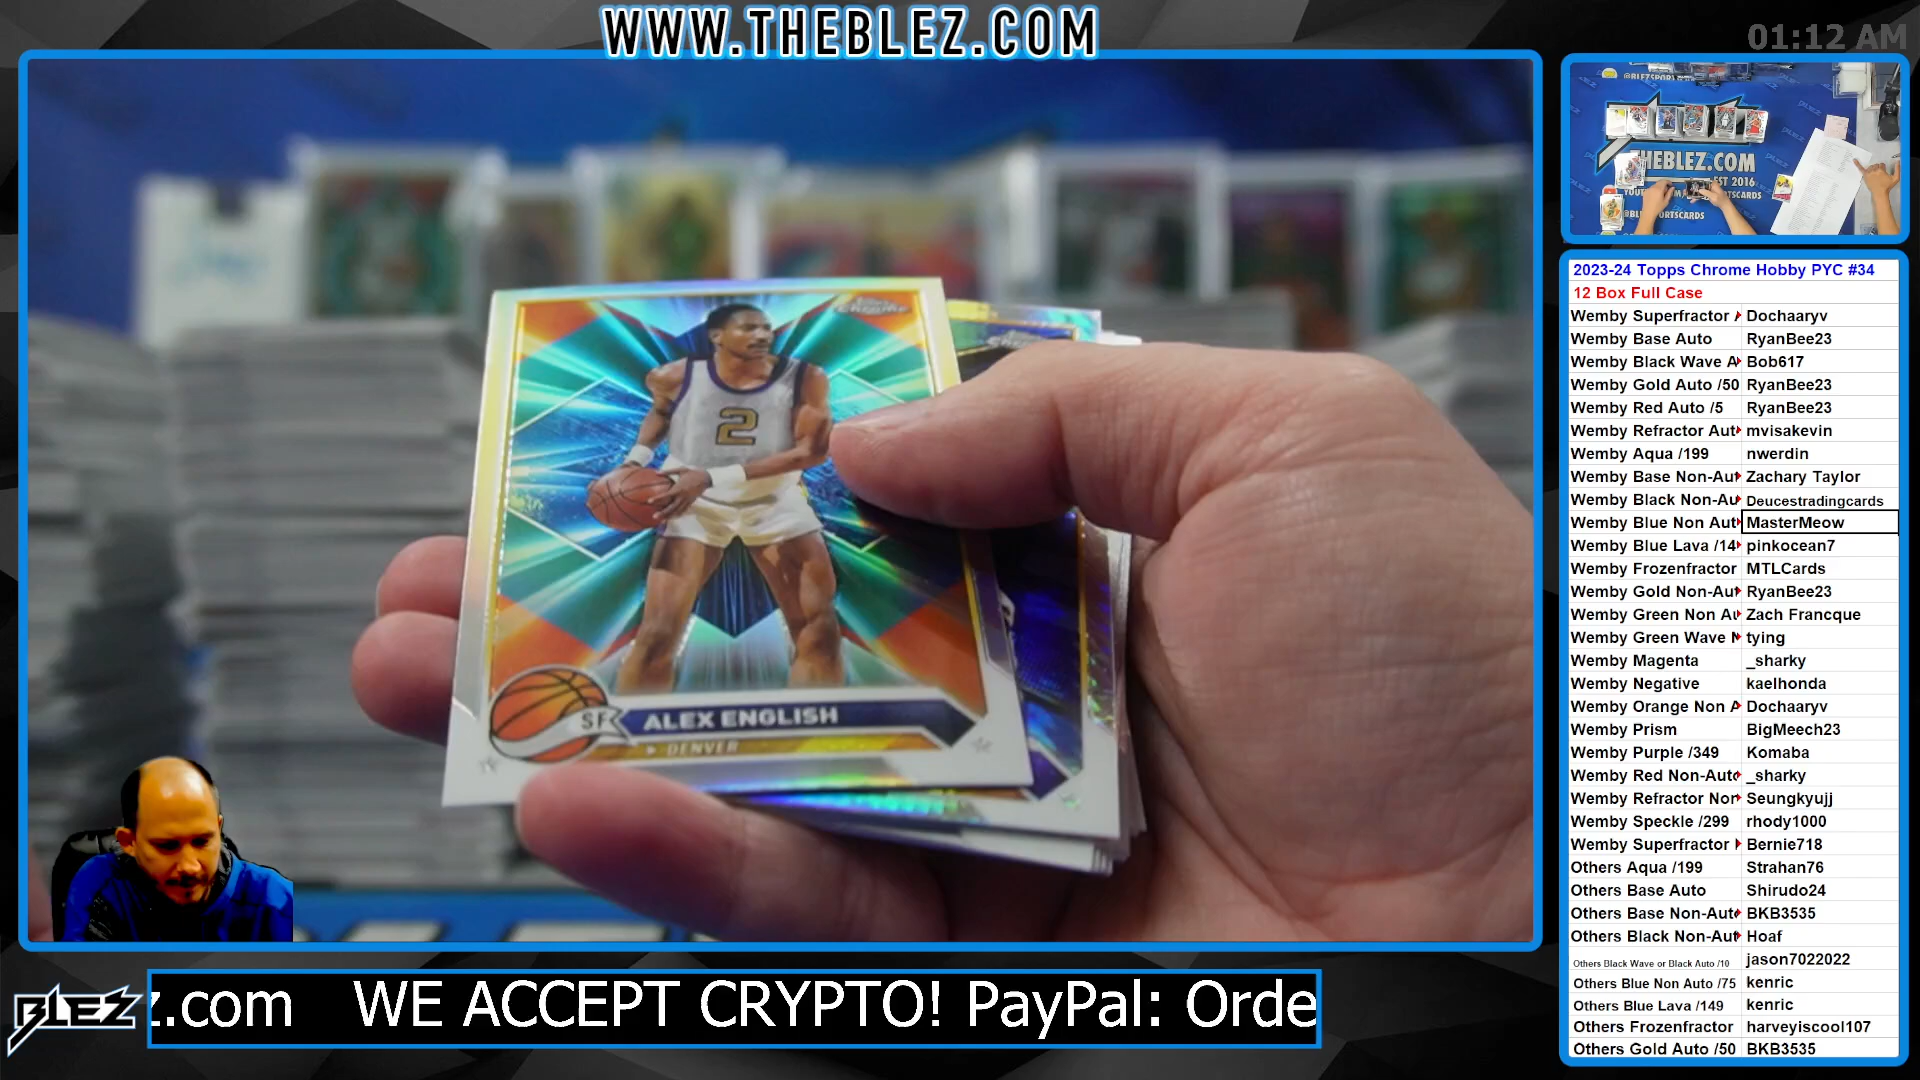 WWW.THEBLEZ.COM
01:12 AM
THEBLEZ.COM
EST 2016
2
SF
ALEX ENGLISH
DENVER
2023-24 Topps Chrome Hobby PYC #34
12 Box Full Case
Wemby Superfractor Dochaaryv
Wemby Base Auto RyanBee23
Wemby Black Wave A Bob617
Wemby Gold Auto /50 RyanBee23
Wemby Red Auto /5 RyanBee23
Wemby Refractor Aut mvisakevin
Wemby Aqua /199 nwerdin
Wemby Base Non-Aut Zachary Taylor
Wemby Black Non-Au Deucestradingcards
Wemby Blue Non Aut MasterMeow
Wemby Blue Lava /14 pinkocean7
Wemby Frozenfractor MTLCards
Wemby Gold Non-Aut RyanBee23
Wemby Green Non Au Zach Francque
Wemby Green Wave tying
Wemby Magenta _sharky
Wemby Negative kaelhonda
Wemby Orange Non A Dochaaryv
Wemby Prism BigMeech23
Wemby Purple /349 Komaba
Wemby Red Non-Auto _sharky
Wemby Refractor Non Seungkyujj
Wemby Speckle /299 rhody1000
Wemby Superfractor Bernie718
Others Aqua /199 Strahan76
Others Base Auto Shirudo24
Others Base Non-Auto BKB3535
Others Black Non-Aut Hoaf
Others Black Wave or Black Auto /10 jason7022022
Others Blue Non Auto /75 kenric
Others Blue Lava /149 kenric
Others Frozenfractor harveyiscool107
Others Gold Auto /50 BKB3535
BLEZ
z.com WE ACCEPT CRYPTO! PayPal: Orde